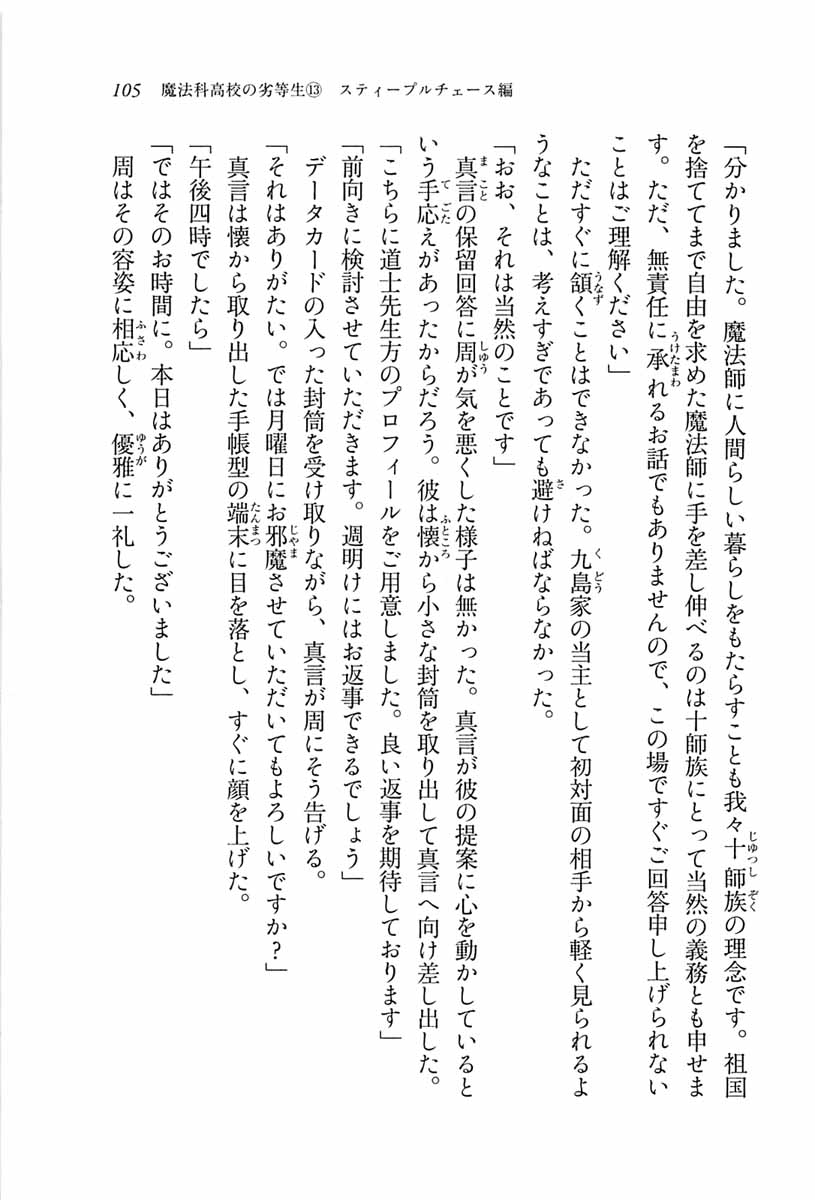 105　魔法科高校の劣等生⑬　スティープルチェース編
「分かりました。魔法師に人間らしい暮らしをもたらすことも我々十師族の理念です。祖国
を捨ててまで自由を求めた魔法師に手を差し伸べるのは十師族にとって当然の義務とも申せま
す。ただ、無責任に承れるお話でもありませんので、この場ですぐご回答申し上げられない
ことはご理解ください」
　ただすぐに頷くことはできなかった。九島家の当主として初対面の相手から軽く見られるよ
うなことは、考えすぎであっても避けねばならなかった。
「おお、それは当然のことです」
　真言の保留回答に周が気を悪くした様子は無かった。真言が彼の提案に心を動かしていると
いう手応えがあったからだろう。彼は懐から小さな封筒を取り出して真言へ向け差し出した。
「こちらに道士先生方のプロフィールをご用意しました。良い返事を期待しております」
「前向きに検討させていただきます。週明けにはお返事できるでしょう」
　データカードの入った封筒を受け取りながら、真言が周にそう告げる。
「それはありがたい。では月曜日にお邪魔させていただいてもよろしいですか？」
　真言は懐から取り出した手帳型の端末に目を落とし、すぐに顔を上げた。
「午後四時でしたら」
「ではそのお時間に。本日はありがとうございました」
　周はその容姿に相応しく、優雅に一礼した。